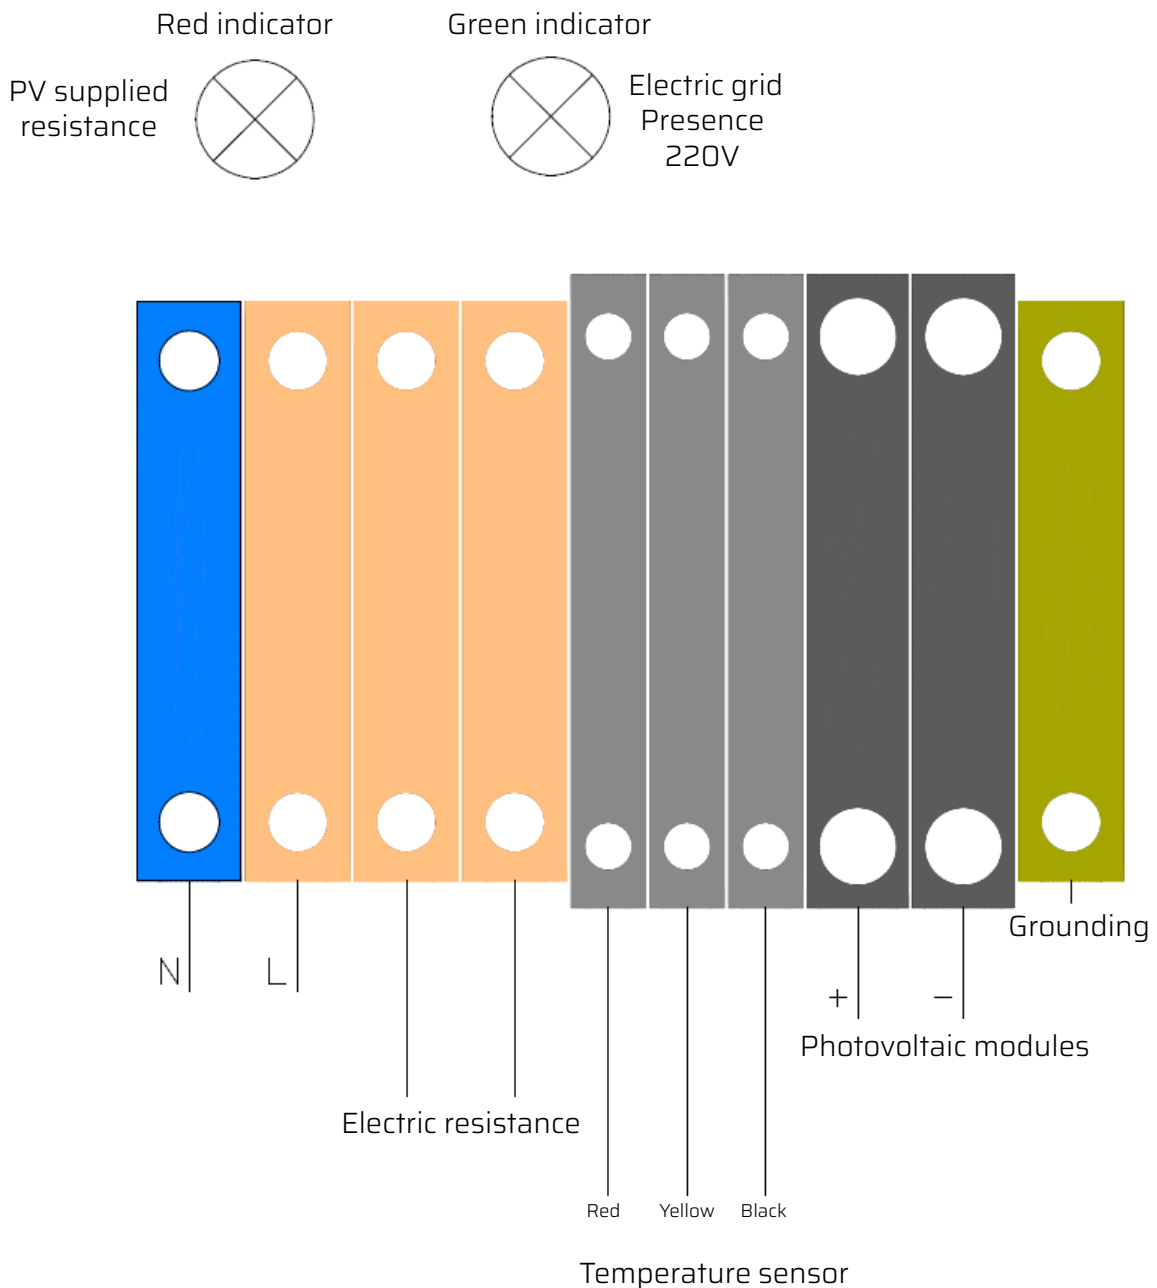 Red indicator
Green indicator
PV supplied
resistance
Electric grid
Presence
220V
N
L
Grounding
+
−
Photovoltaic modules
Electric resistance
Red
Yellow
Black
Temperature sensor